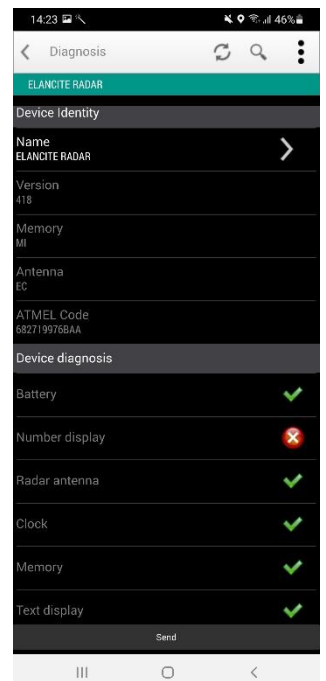 14:23 46%
Diagnosis
ELANCITE RADAR
Device Identity
Name
ELANCITE RADAR
Version
418
Memory
MI
Antenna
EC
ATMEL Code
682719976BAA
Device diagnosis
Battery
Number display
Radar antenna
Clock
Memory
Text display
Send